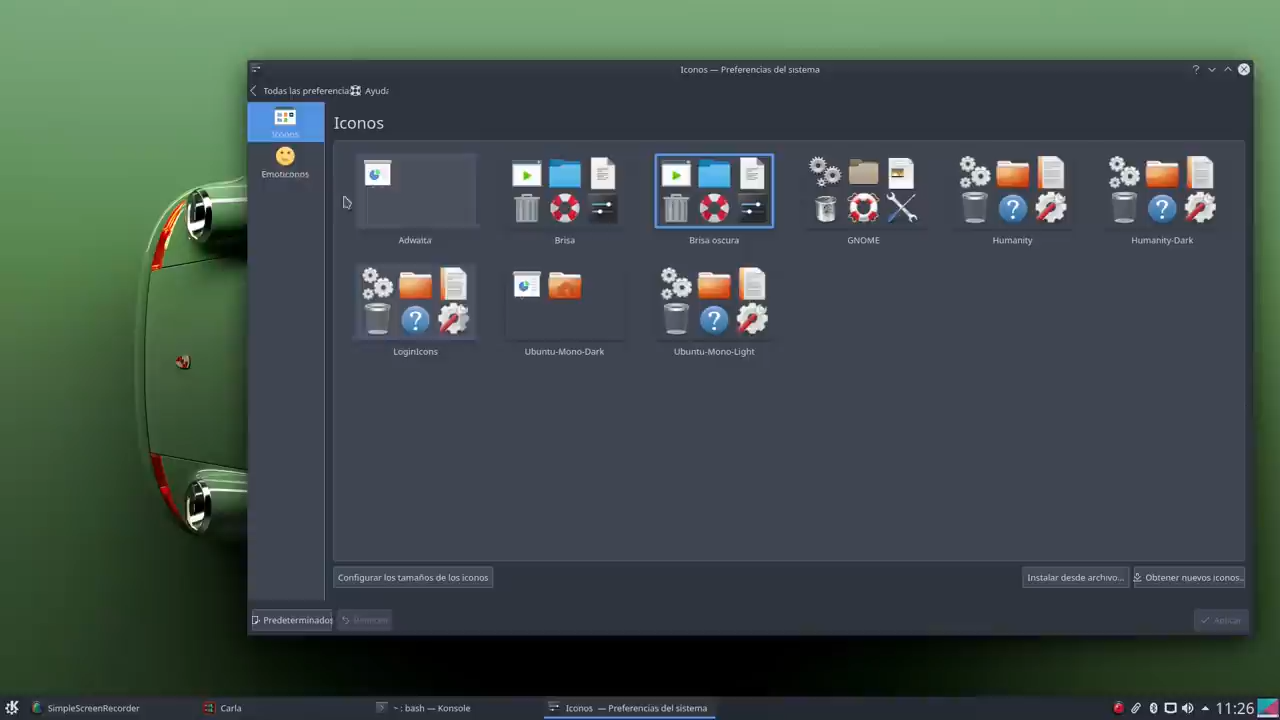 Iconos — Preferencias del sistema
Todas las preferencia
Ayuda
Iconos
Iconos
Emoticonos
Adwaita
Brisa
Brisa oscura
GNOME
Humanity
Humanity-Dark
LoginIcons
Ubuntu-Mono-Dark
Ubuntu-Mono-Light
Configurar los tamaños de los iconos
Instalar desde archivo...
Obtener nuevos iconos..
Predeterminados
Aplicar
SimpleScreenRecorder
Carla
~ : bash — Konsole
Iconos — Preferencias del sistema
11:26